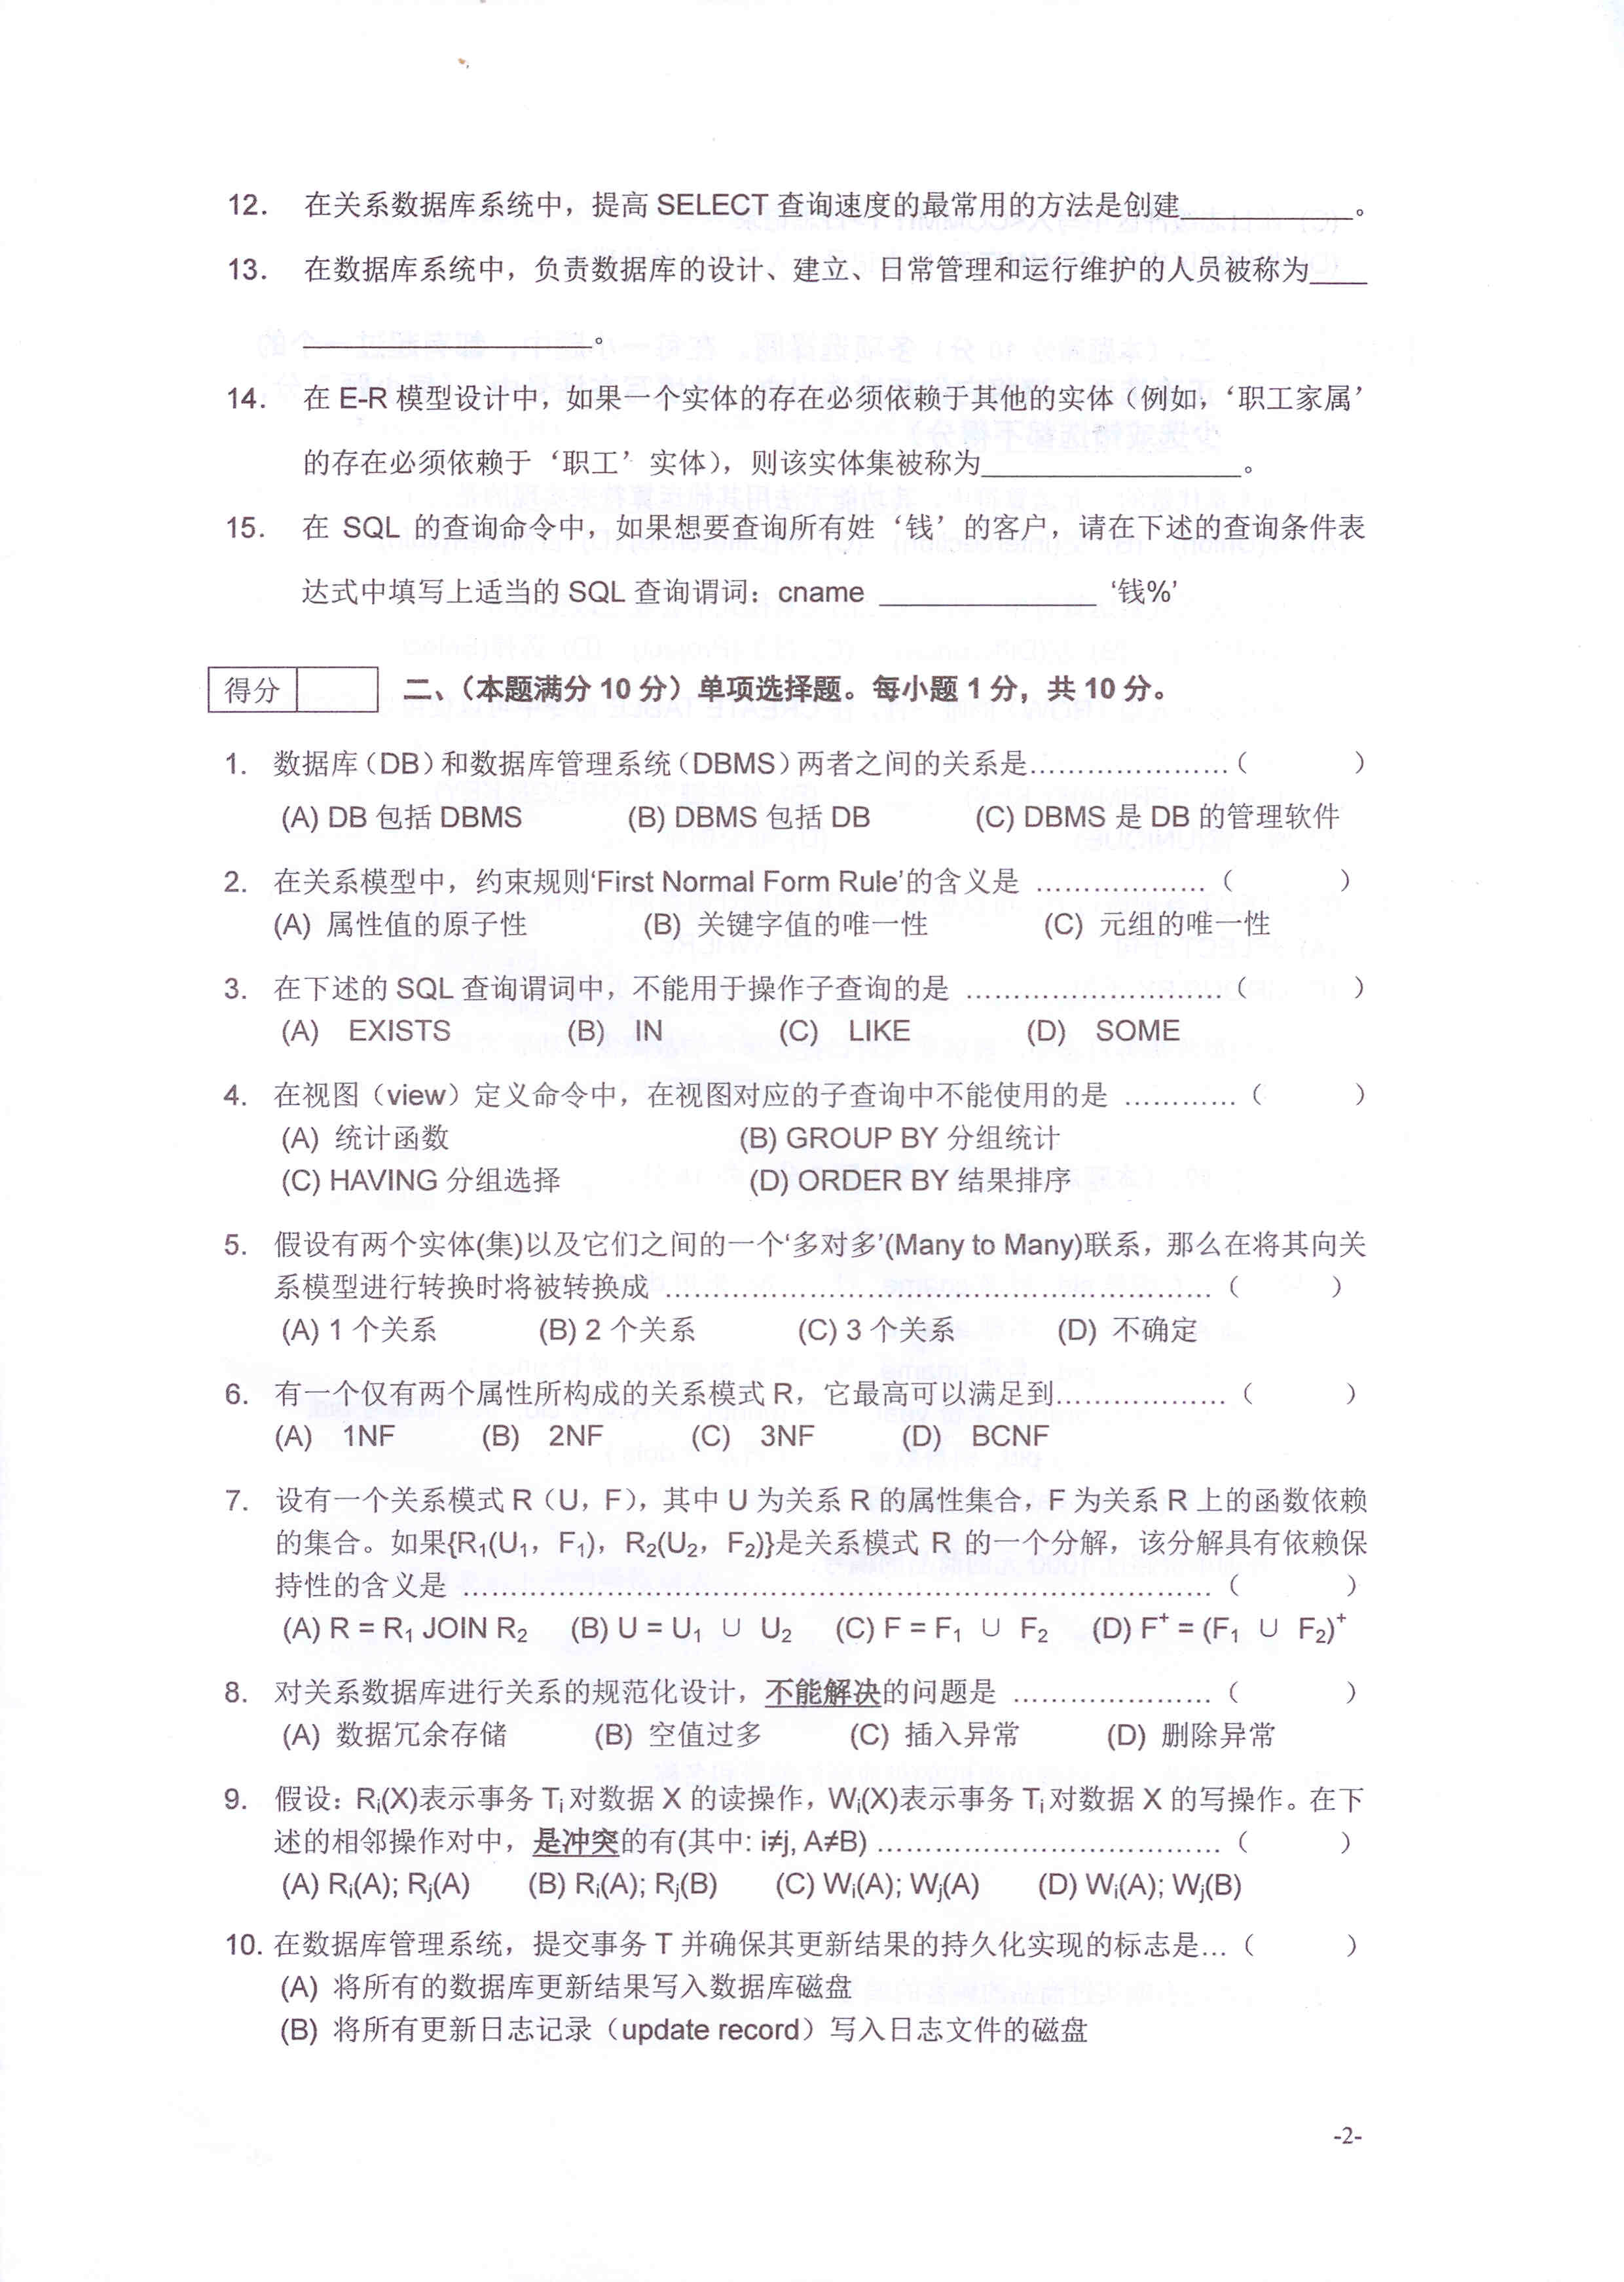 12. 在关系数据库系统中，提高 SELECT 查询速度的最常用的方法是创建____________。
13. 在数据库系统中，负责数据库的设计、建立、日常管理和运行维护的人员被称为____
____________________。
14. 在 E-R 模型设计中，如果一个实体的存在必须依赖于其他的实体（例如，‘职工家属’
的存在必须依赖于‘职工’实体），则该实体集被称为__________________。
15. 在 SQL 的查询命令中，如果想要查询所有姓‘钱’的客户，请在下述的查询条件表
达式中填写上适当的 SQL 查询谓词：cname _______________ ‘钱%’
得分 二、（本题满分 10 分）单项选择题。每小题 1 分，共 10 分。
1. 数据库（DB）和数据库管理系统（DBMS）两者之间的关系是…………………（ ）
(A) DB 包括 DBMS (B) DBMS 包括 DB (C) DBMS 是 DB 的管理软件
2. 在关系模型中，约束规则‘First Normal Form Rule’的含义是 …………………（ ）
(A) 属性值的原子性 (B) 关键字值的唯一性 (C) 元组的唯一性
3. 在下述的 SQL 查询谓词中，不能用于操作子查询的是 ………………………（ ）
(A) EXISTS (B) IN (C) LIKE (D) SOME
4. 在视图（view）定义命令中，在视图对应的子查询中不能使用的是 …………（ ）
(A) 统计函数 (B) GROUP BY 分组统计
(C) HAVING 分组选择 (D) ORDER BY 结果排序
5. 假设有两个实体(集)以及它们之间的一个‘多对多’(Many to Many)联系，那么在将其向关
系模型进行转换时将被转换成 ……………………………………………………（ ）
(A) 1 个关系 (B) 2 个关系 (C) 3 个关系 (D) 不确定
6. 有一个仅有两个属性所构成的关系模式 R，它最高可以满足到…………………（ ）
(A) 1NF (B) 2NF (C) 3NF (D) BCNF
7. 设有一个关系模式 R（U，F），其中 U 为关系 R 的属性集合，F 为关系 R 上的函数依赖
的集合。如果{R₁(U₁，F₁)，R₂(U₂，F₂)}是关系模式 R 的一个分解，该分解具有依赖保
持性的含义是 ………………………………………………………………………（ ）
(A) R = R₁ JOIN R₂ (B) U = U₁ ∪ U₂ (C) F = F₁ ∪ F₂ (D) F⁺ = (F₁ ∪ F₂)⁺
8. 对关系数据库进行关系的规范化设计，不能解决的问题是 …………………（ ）
(A) 数据冗余存储 (B) 空值过多 (C) 插入异常 (D) 删除异常
9. 假设：Rᵢ(X)表示事务 Tᵢ对数据 X 的读操作，Wᵢ(X)表示事务 Tᵢ对数据 X 的写操作。在下
述的相邻操作对中，是冲突的有(其中: i≠j, A≠B) ………………………………（ ）
(A) Rᵢ(A); Rⱼ(A) (B) Rᵢ(A); Rⱼ(B) (C) Wᵢ(A); Wⱼ(A) (D) Wᵢ(A); Wⱼ(B)
10. 在数据库管理系统，提交事务 T 并确保其更新结果的持久化实现的标志是…（ ）
(A) 将所有的数据库更新结果写入数据库磁盘
(B) 将所有更新日志记录（update record）写入日志文件的磁盘
-2-